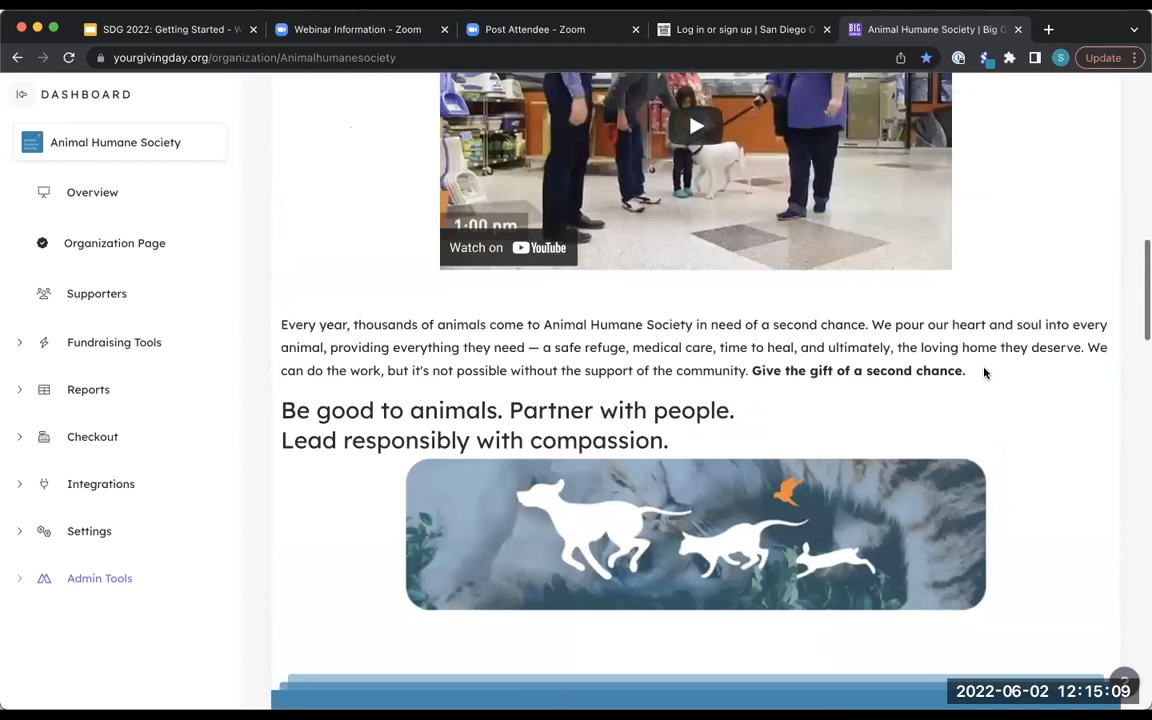 SDG 2022: Getting Started - W
Webinar Information - Zoom
Post Attendee - Zoom
Log in or sign up | San Diego G
Animal Humane Society | Big G
yourgivingday.org/organization/Animalhumanesociety
S
Update
DASHBOARD
Animal Humane Society
Overview
Organization Page
Supporters
Fundraising Tools
Reports
Checkout
Integrations
Settings
Admin Tools
1:00 pm
Watch on YouTube
Every year, thousands of animals come to Animal Humane Society in need of a second chance. We pour our heart and soul into every
animal, providing everything they need — a safe refuge, medical care, time to heal, and ultimately, the loving home they deserve. We
can do the work, but it's not possible without the support of the community. Give the gift of a second chance.
Be good to animals. Partner with people.
Lead responsibly with compassion.
2022-06-02 12:15:09